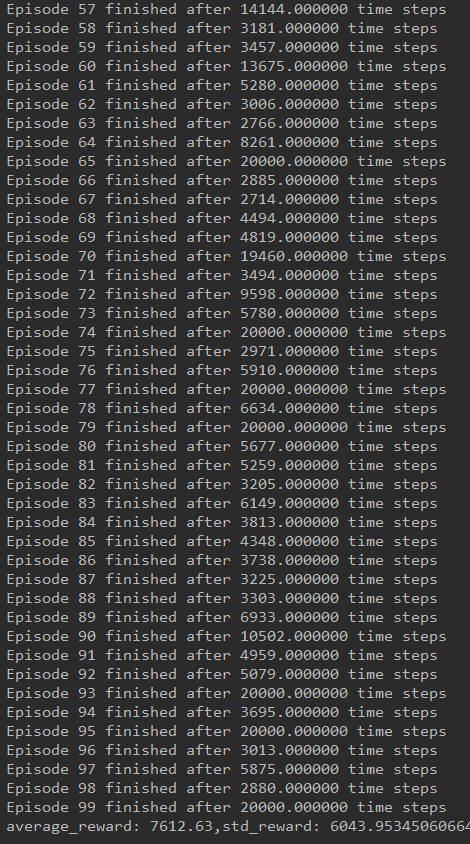 Episode 57 finished after 14144.000000 time steps
Episode 58 finished after 3181.000000 time steps
Episode 59 finished after 3457.000000 time steps
Episode 60 finished after 13675.000000 time steps
Episode 61 finished after 5280.000000 time steps
Episode 62 finished after 3006.000000 time steps
Episode 63 finished after 2766.000000 time steps
Episode 64 finished after 8261.000000 time steps
Episode 65 finished after 20000.000000 time steps
Episode 66 finished after 2885.000000 time steps
Episode 67 finished after 2714.000000 time steps
Episode 68 finished after 4494.000000 time steps
Episode 69 finished after 4819.000000 time steps
Episode 70 finished after 19460.000000 time steps
Episode 71 finished after 3494.000000 time steps
Episode 72 finished after 9598.000000 time steps
Episode 73 finished after 5780.000000 time steps
Episode 74 finished after 20000.000000 time steps
Episode 75 finished after 2971.000000 time steps
Episode 76 finished after 5910.000000 time steps
Episode 77 finished after 20000.000000 time steps
Episode 78 finished after 6634.000000 time steps
Episode 79 finished after 20000.000000 time steps
Episode 80 finished after 5677.000000 time steps
Episode 81 finished after 5259.000000 time steps
Episode 82 finished after 3205.000000 time steps
Episode 83 finished after 6149.000000 time steps
Episode 84 finished after 3813.000000 time steps
Episode 85 finished after 4348.000000 time steps
Episode 86 finished after 3738.000000 time steps
Episode 87 finished after 3225.000000 time steps
Episode 88 finished after 3303.000000 time steps
Episode 89 finished after 6933.000000 time steps
Episode 90 finished after 10502.000000 time steps
Episode 91 finished after 4959.000000 time steps
Episode 92 finished after 5079.000000 time steps
Episode 93 finished after 20000.000000 time steps
Episode 94 finished after 3695.000000 time steps
Episode 95 finished after 20000.000000 time steps
Episode 96 finished after 3013.000000 time steps
Episode 97 finished after 5875.000000 time steps
Episode 98 finished after 2880.000000 time steps
Episode 99 finished after 20000.000000 time steps
average_reward: 7612.63,std_reward: 6043.95345060664